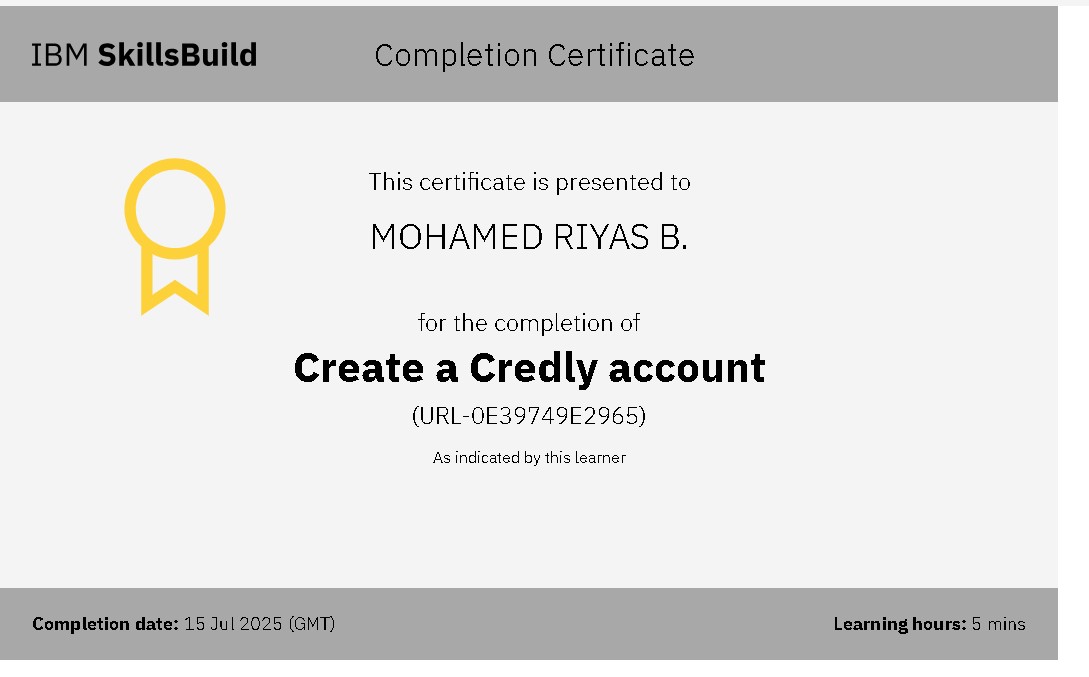 IBM SkillsBuild
Completion Certificate
This certificate is presented to
MOHAMED RIYAS B.
for the completion of
Create a Credly account
(URL-0E39749E2965)
As indicated by this learner
Completion date: 15 Jul 2025 (GMT)
Learning hours: 5 mins